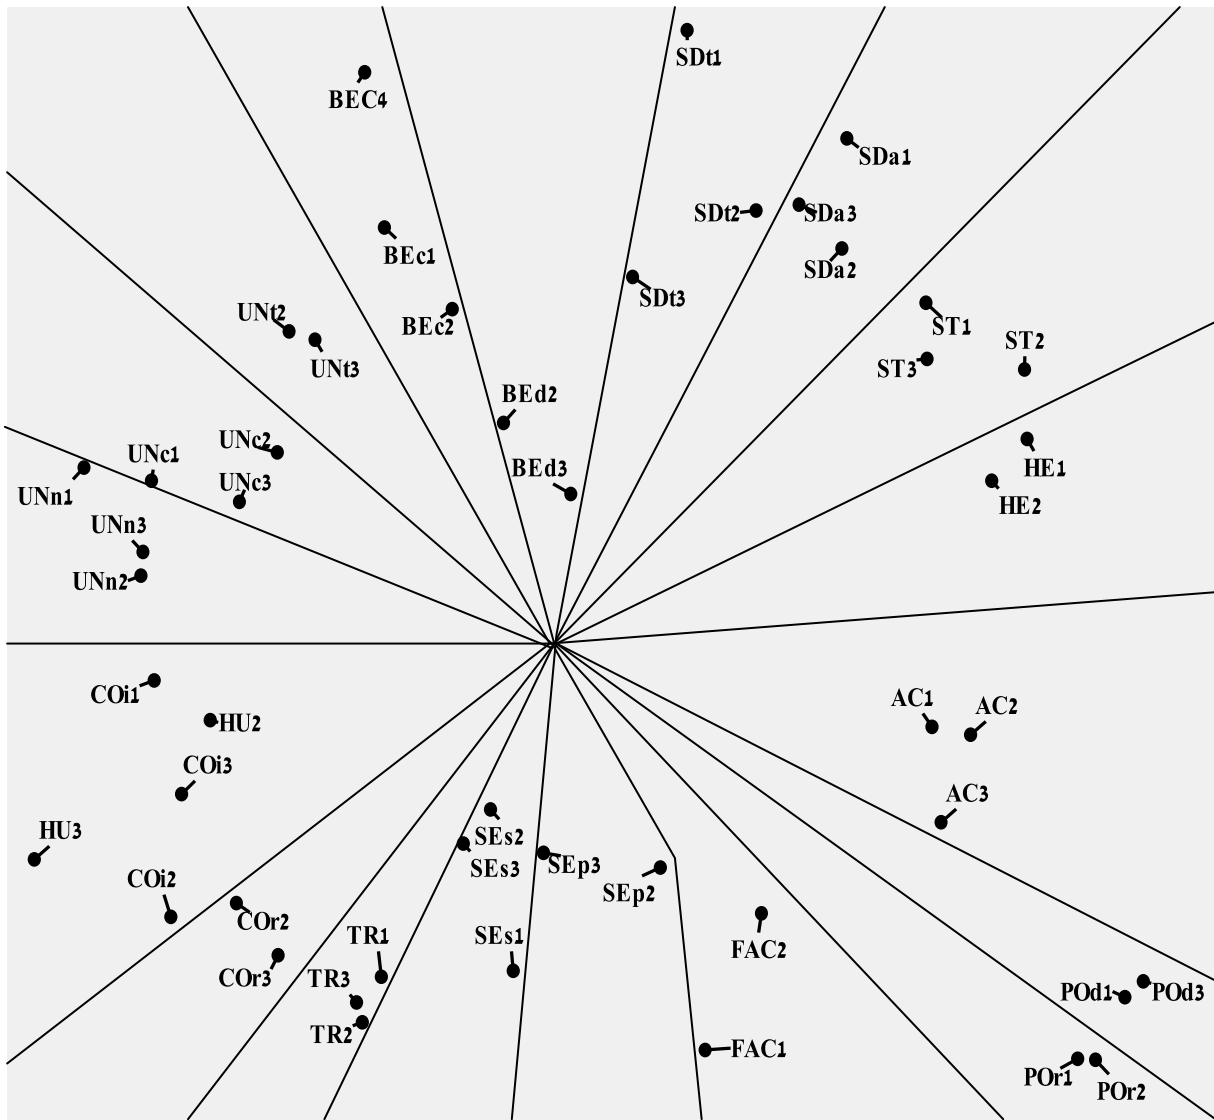 SDt1
BEC4
SDa1
SDt2
SDa3
BEc1
SDa2
SDt3
UNt2
BEc2
ST1
ST2
UNt3
ST3
BEd2
UNc2
UNc1
BEd3
HE1
UNc3
UNn1
HE2
UNn3
UNn2
COi1
AC1
AC2
HU2
COi3
AC3
HU3
SEs2
SEs3
SEp3
COi2
SEp2
COr2
TR1
SEs1
FAC2
COr3
TR3
POd1
POd3
TR2
FAC1
POr1
POr2